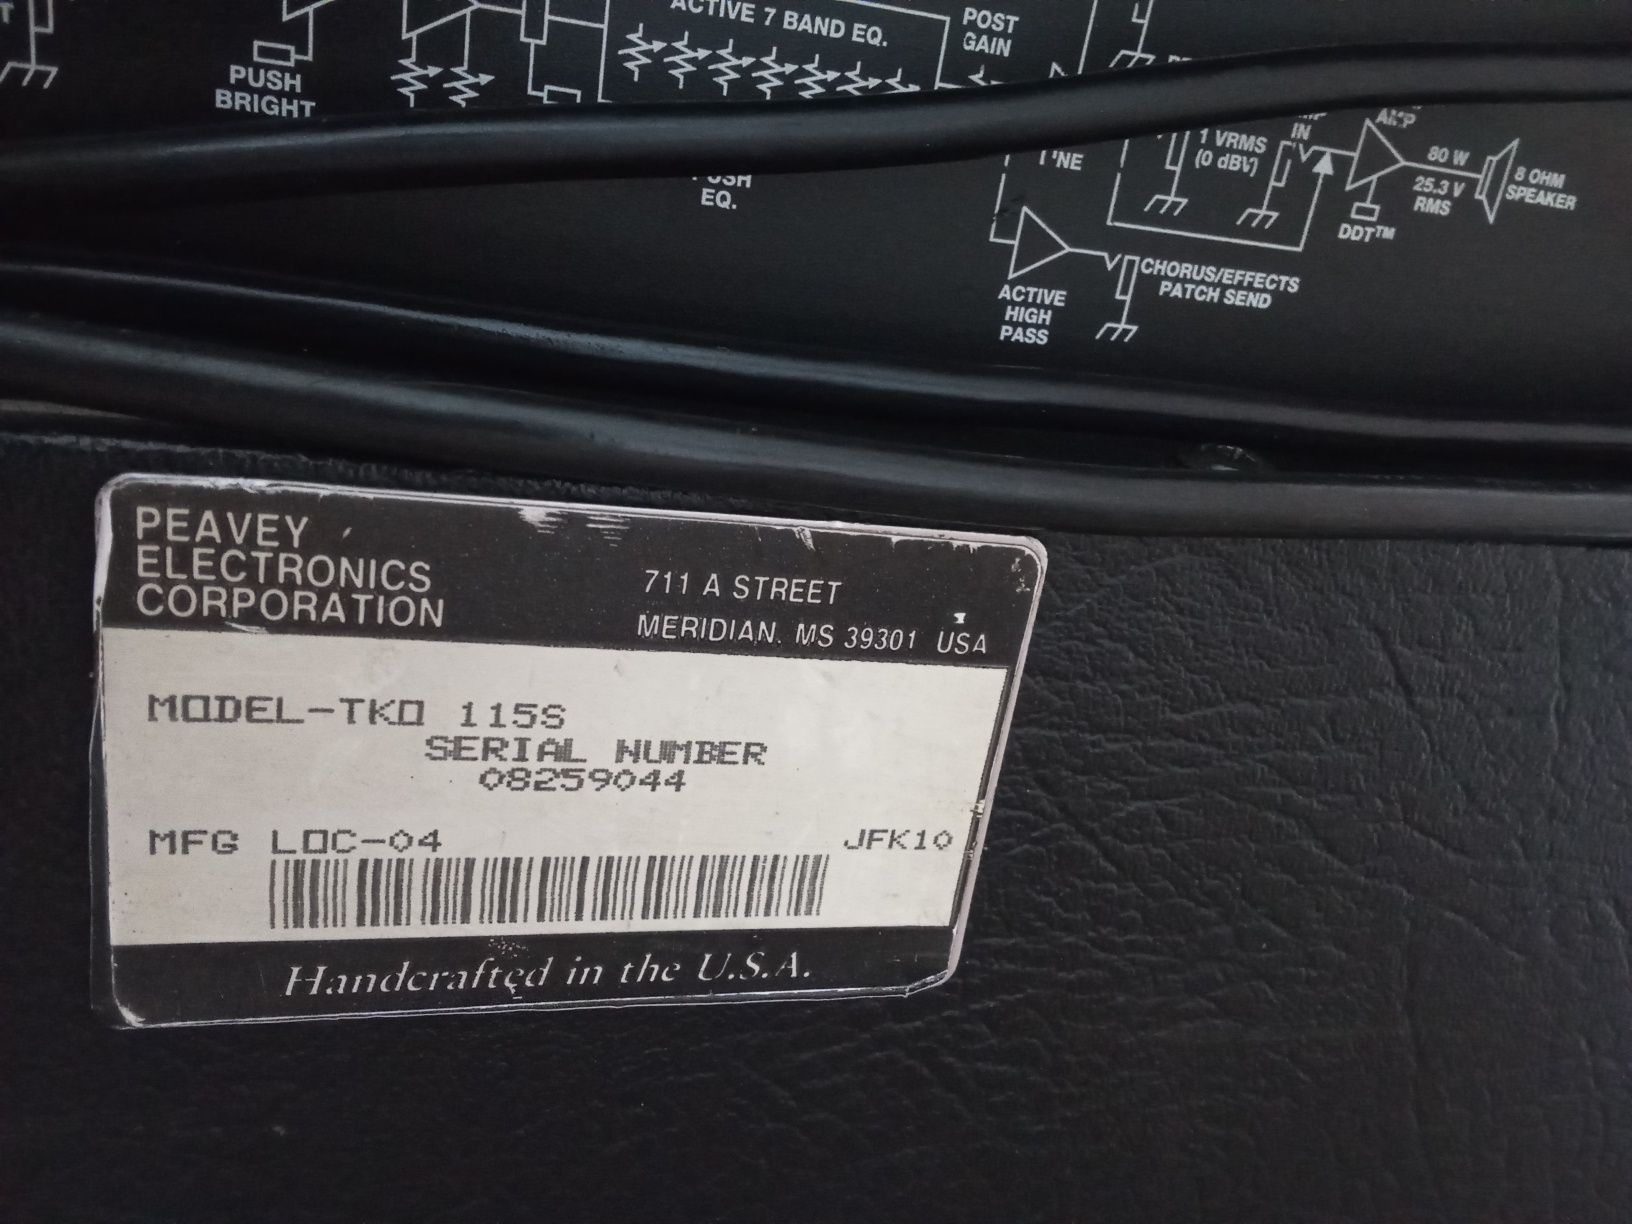 ACTIVE 7 BAND EQ.
POST
GAIN
PUSH
BRIGHT
EQ.
1 VRMS
(0 dBV)
IN
AMP
80 W
25.3 V
RMS
8 OHM
SPEAKER
DDT™
CHORUS/EFFECTS
PATCH SEND
ACTIVE
HIGH
PASS
PEAVEY
ELECTRONICS
CORPORATION
711 A STREET
MERIDIAN, MS 39301 USA
MODEL-TKO 115S
SERIAL NUMBER
08259044
MFG LOC-04
JFK10
Handcrafted in the U.S.A.